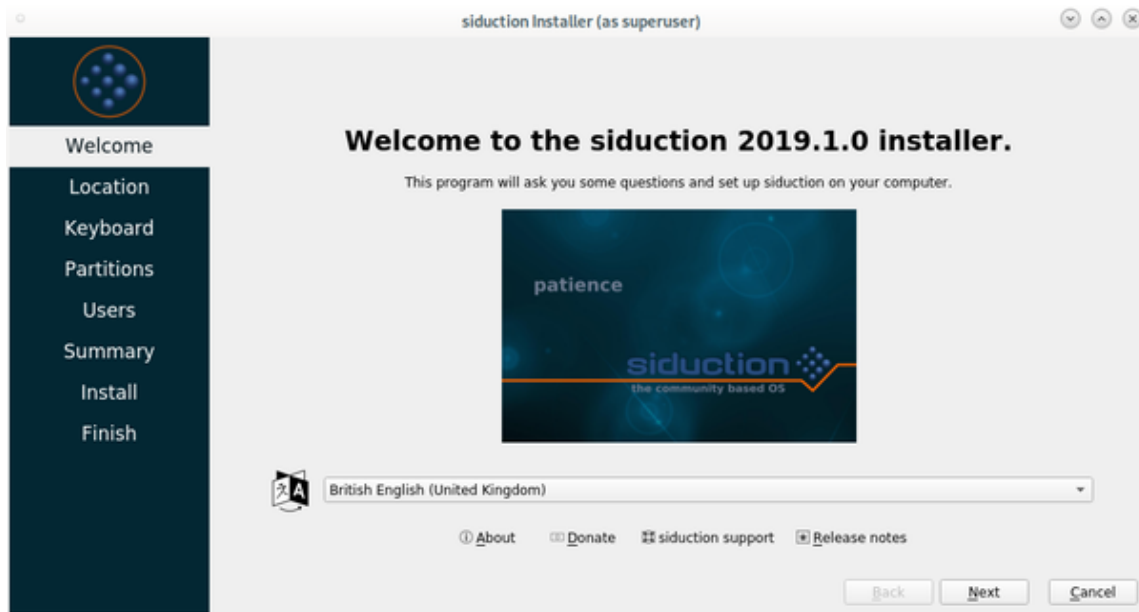 siduction Installer (as superuser)
Welcome
Location
Keyboard
Partitions
Users
Summary
Install
Finish
Welcome to the siduction 2019.1.0 installer.
This program will ask you some questions and set up siduction on your computer.
patience
siduction
the community based OS
文A
British English (United Kingdom)
About Donate siduction support Release notes
Back Next Cancel